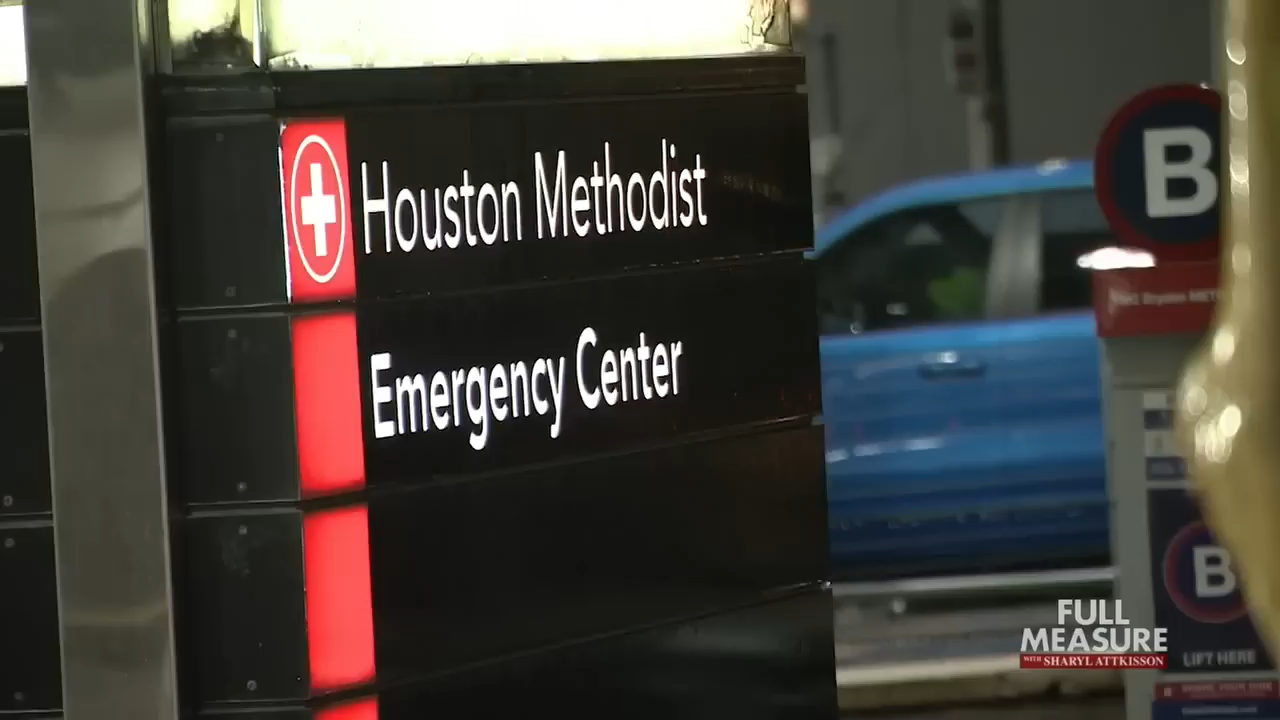 Houston Methodist
Emergency Center
B
B
LIFT HERE
FULL
MEASURE
WITH SHARYL ATTKISSON